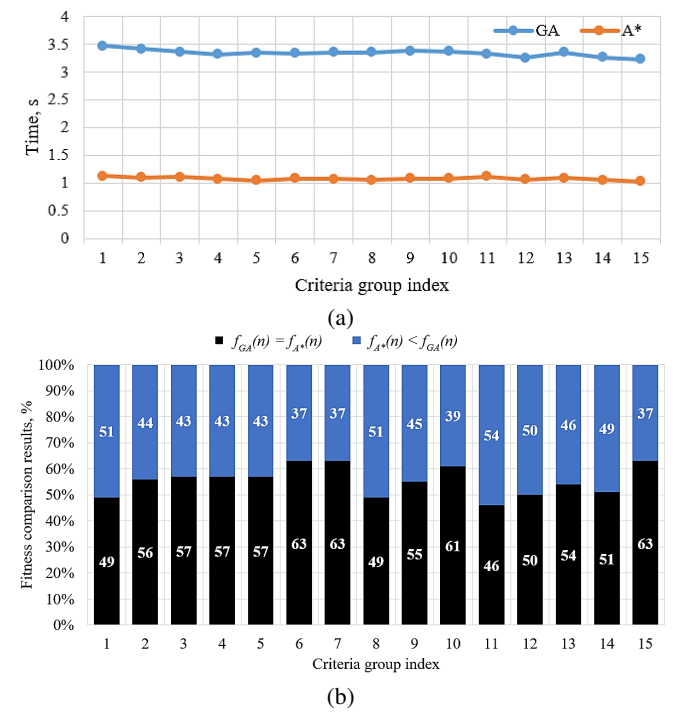 4
GA
A*
3.5
3
2.5
2
1.5
1
0.5
0
Time, s
1 2 3 4 5 6 7 8 9 10 11 12 13 14 15
Criteria group index
(a)
f_GA(n) = f_A*(n)
f_A*(n) < f_GA(n)
100%
90%
80%
70%
60%
50%
40%
30%
20%
10%
0%
Fitness comparison results, %
51 44 43 43 43 37 37 51 45 39 54 50 46 49 37
49 56 57 57 57 63 63 49 55 61 46 50 54 51 63
1 2 3 4 5 6 7 8 9 10 11 12 13 14 15
Criteria group index
(b)